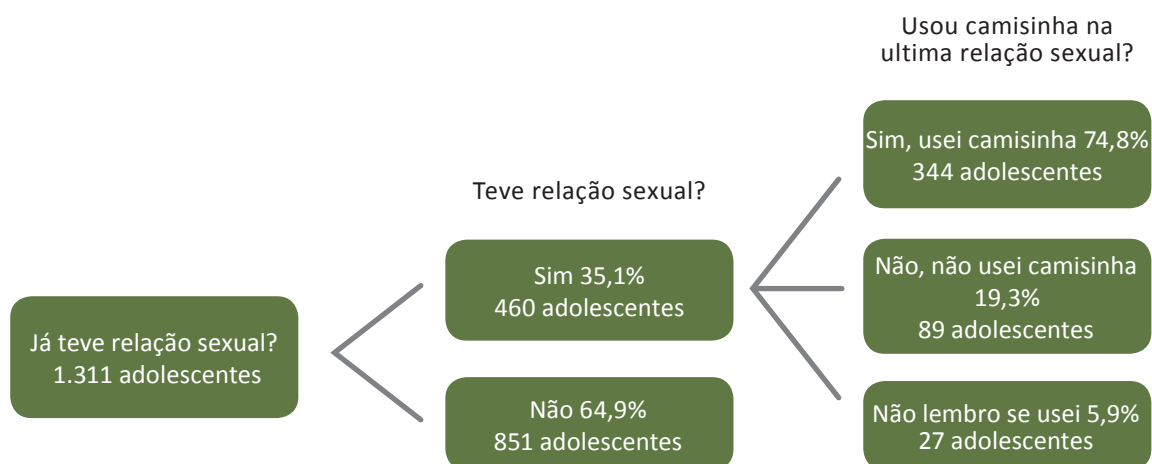 Já teve relação sexual?
1.311 adolescentes
Teve relação sexual?
Sim 35,1%
460 adolescentes
Não 64,9%
851 adolescentes
Usou camisinha na
ultima relação sexual?
Sim, usei camisinha 74,8%
344 adolescentes
Não, não usei camisinha
19,3%
89 adolescentes
Não lembro se usei 5,9%
27 adolescentes